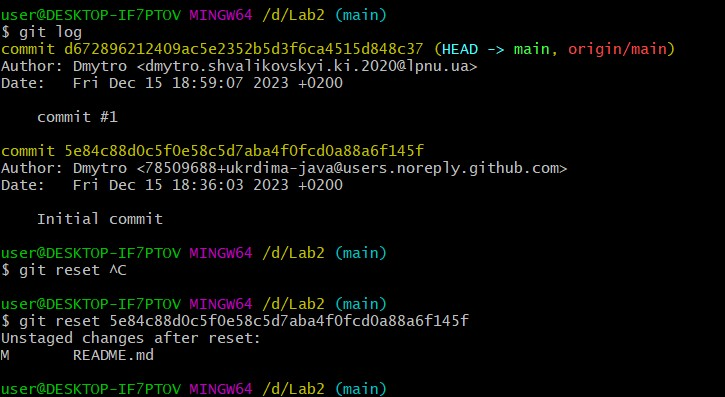 user@DESKTOP-IF7PTOV MINGW64 /d/Lab2 (main)
$ git log
commit d672896212409ac5e2352b5d3f6ca4515d848c37 (HEAD -> main, origin/main)
Author: Dmytro <dmytro.shvalikovskyi.ki.2020@lpnu.ua>
Date:   Fri Dec 15 18:59:07 2023 +0200

    commit #1

commit 5e84c88d0c5f0e58c5d7aba4f0fcd0a88a6f145f
Author: Dmytro <78509688+ukrdima-java@users.noreply.github.com>
Date:   Fri Dec 15 18:36:03 2023 +0200

    Initial commit

user@DESKTOP-IF7PTOV MINGW64 /d/Lab2 (main)
$ git reset ^C

user@DESKTOP-IF7PTOV MINGW64 /d/Lab2 (main)
$ git reset 5e84c88d0c5f0e58c5d7aba4f0fcd0a88a6f145f
Unstaged changes after reset:
M       README.md

user@DESKTOP-IF7PTOV MINGW64 /d/Lab2 (main)